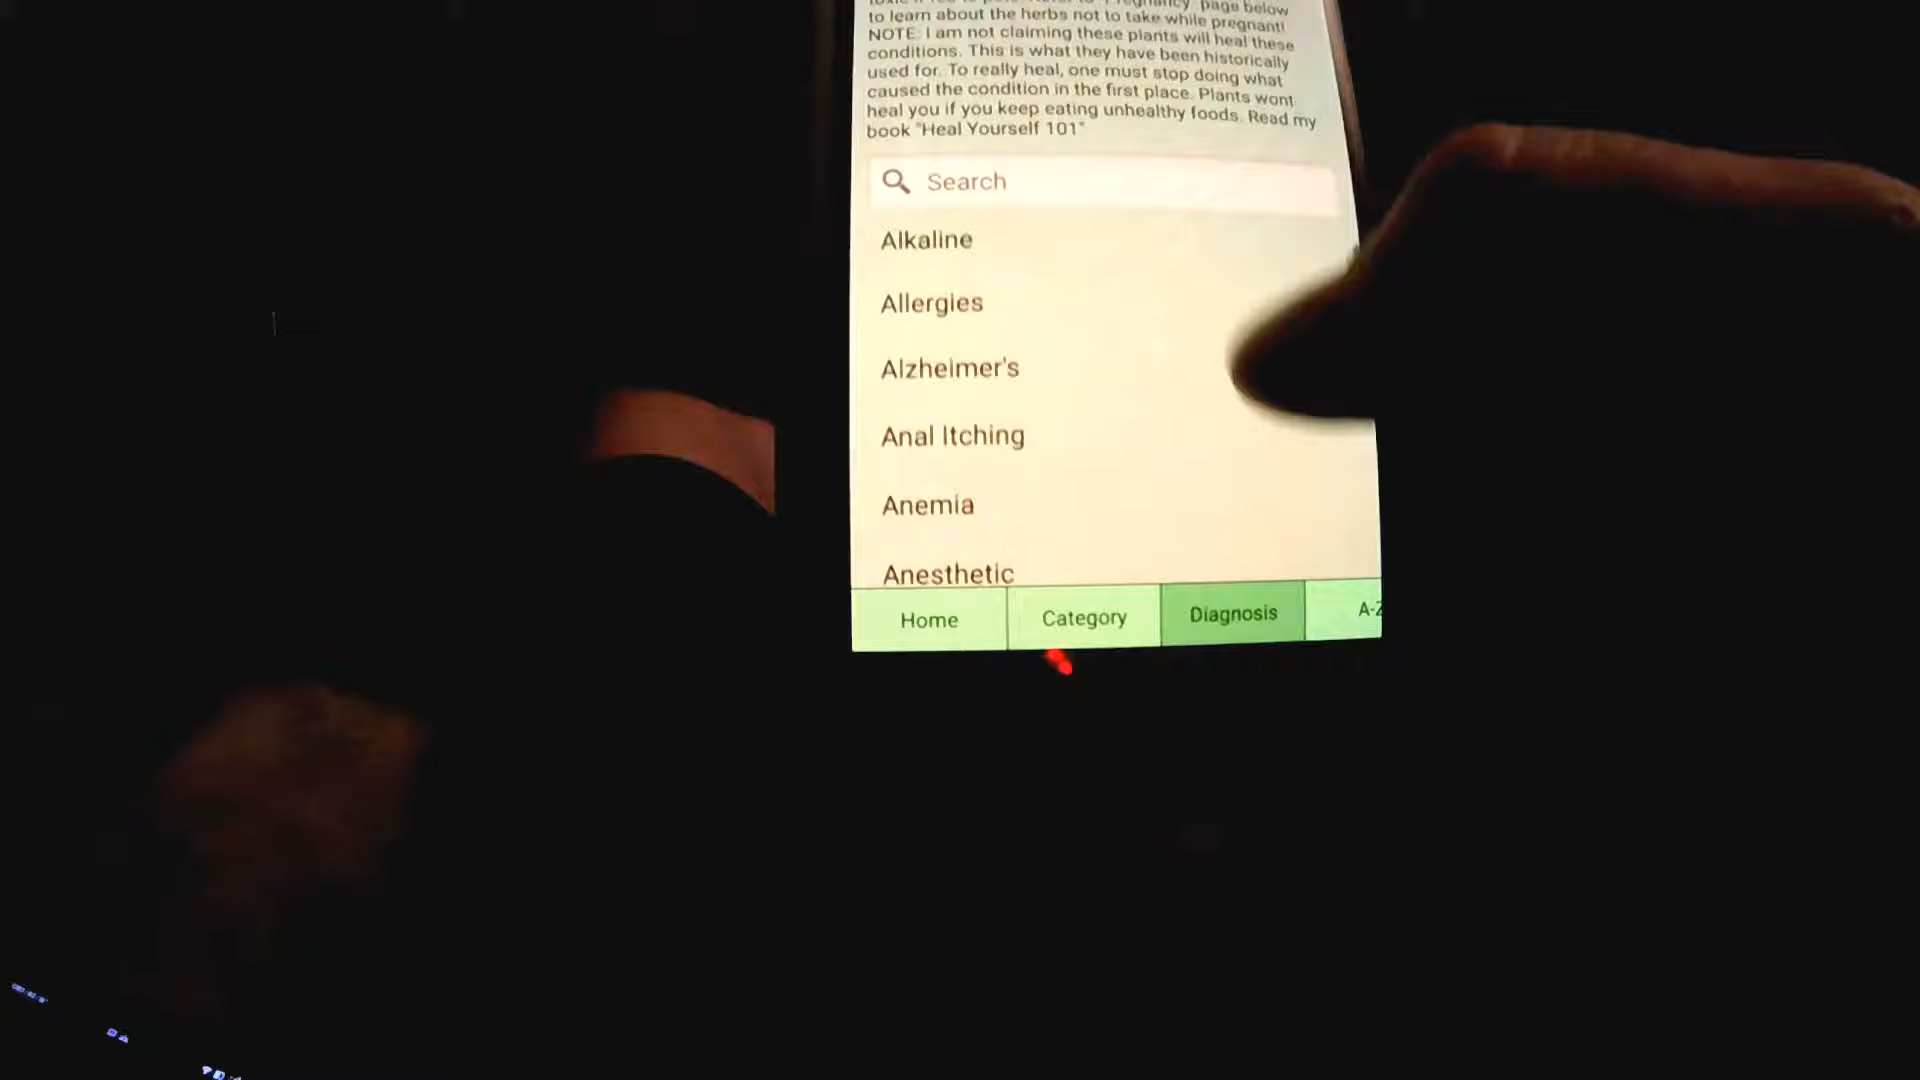 page below
to learn about the herbs not to take while pregnant!
NOTE: I am not claiming these plants will heal these
conditions. This is what they have been historically
used for. To really heal, one must stop doing what
caused the condition in the first place. Plants wont
heal you if you keep eating unhealthy foods. Read my
book "Heal Yourself 101"
Search
Alkaline
Allergies
Alzheimer's
Anal Itching
Anemia
Anesthetic
Home
Category
Diagnosis
A-Z